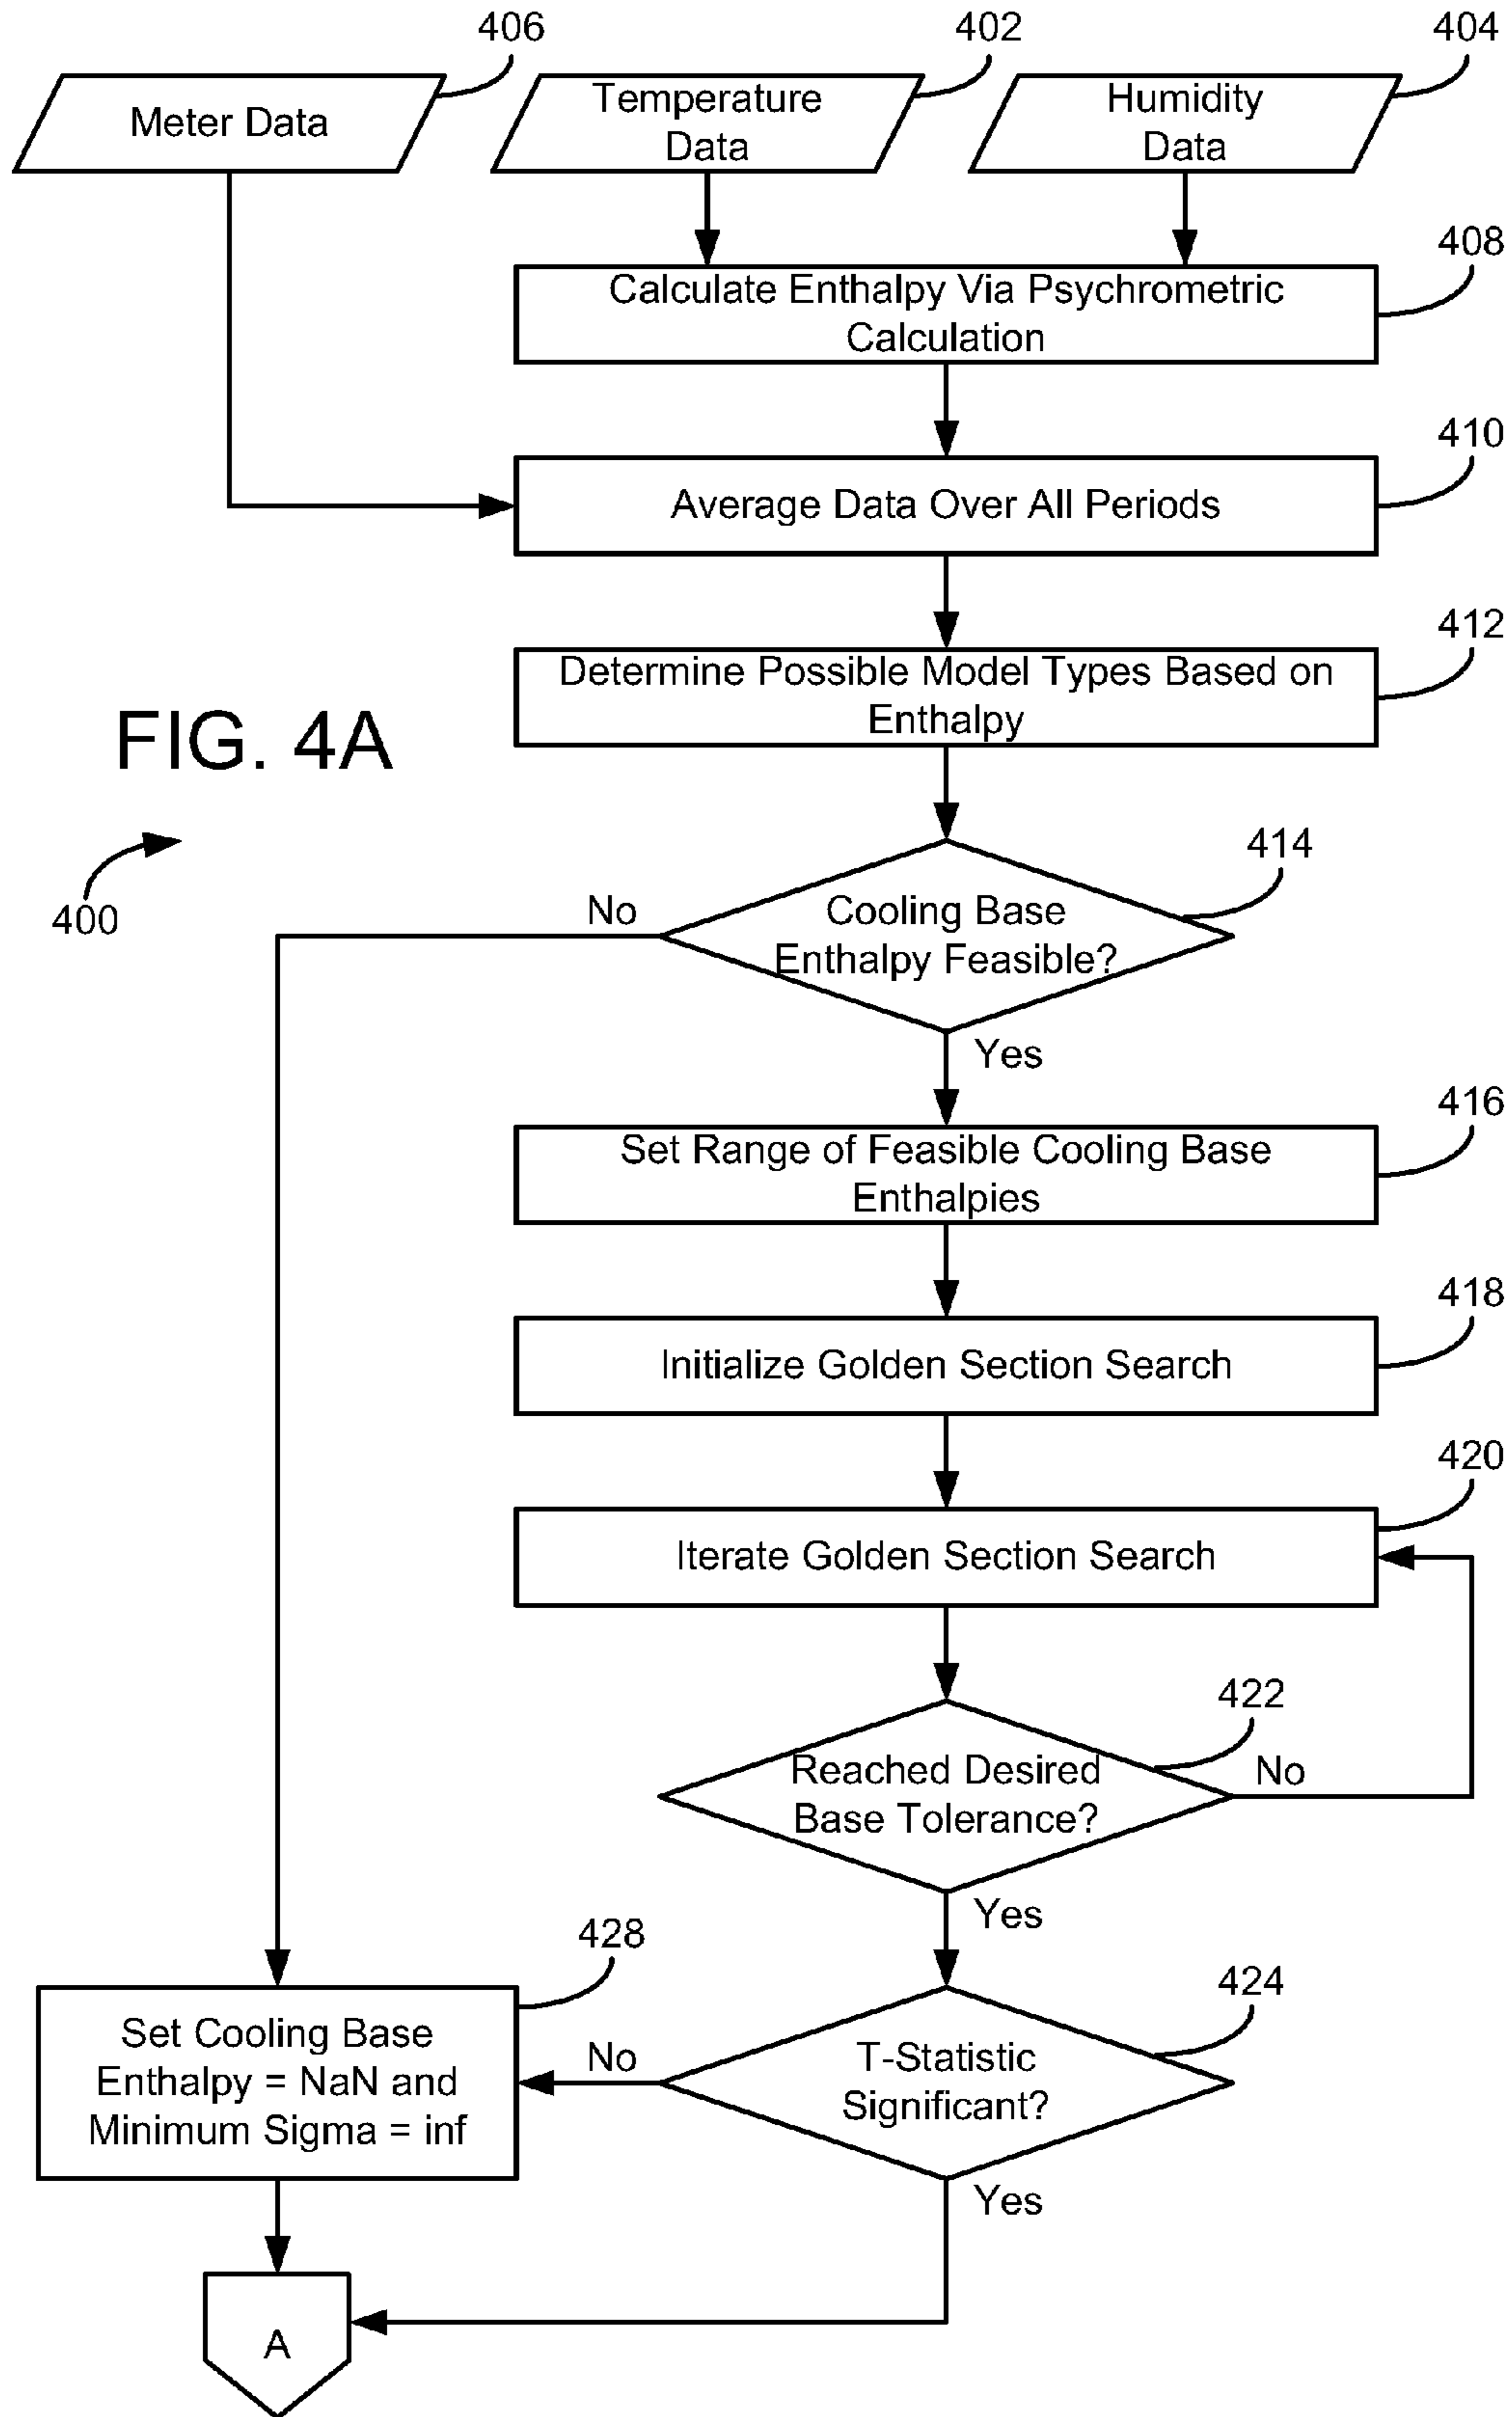 406
402
404
Meter Data
Temperature
Data
Humidity
Data
408
Calculate Enthalpy Via Psychrometric
Calculation
410
Average Data Over All Periods
412
Determine Possible Model Types Based on
Enthalpy
FIG. 4A
400
414
No
Cooling Base
Enthalpy Feasible?
Yes
416
Set Range of Feasible Cooling Base
Enthalpies
418
Initialize Golden Section Search
420
Iterate Golden Section Search
422
Reached Desired
Base Tolerance?
No
Yes
428
424
Set Cooling Base
Enthalpy = NaN and
Minimum Sigma = inf
No
T-Statistic
Significant?
Yes
A